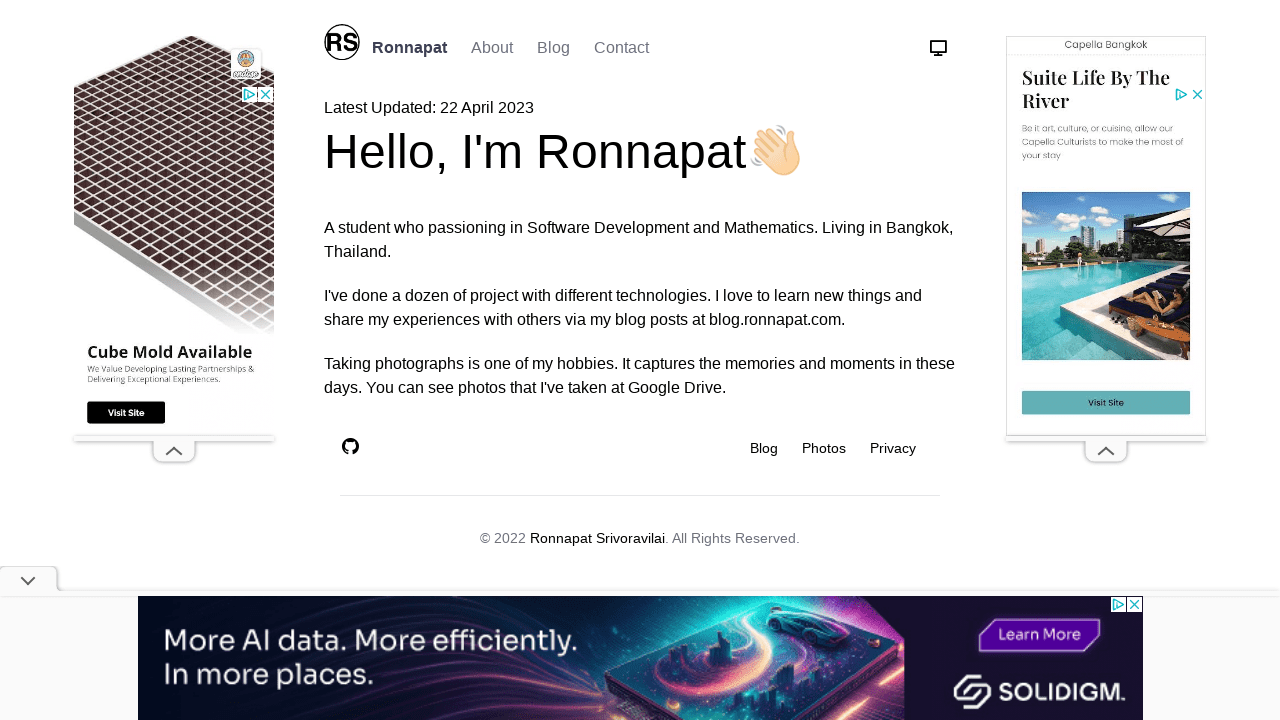 RS Ronnapat About Blog Contact
Latest Updated: 22 April 2023
Hello, I'm Ronnapat👋🏻
A student who passioning in Software Development and Mathematics. Living in Bangkok,
Thailand.
I've done a dozen of project with different technologies. I love to learn new things and
share my experiences with others via my blog posts at blog.ronnapat.com.
Taking photographs is one of my hobbies. It captures the memories and moments in these
days. You can see photos that I've taken at Google Drive.
Blog Photos Privacy
© 2022 Ronnapat Srivoravilai. All Rights Reserved.
Cube Mold Available
We Value Developing Lasting Partnerships &
Delivering Exceptional Experiences.
Visit Site
Capella Bangkok
Suite Life By The
River
Be it art, culture, or cuisine, allow our
Capella Culturists to make the most of
your stay
Visit Site
More AI data. More efficiently.
In more places.
Learn More
SOLIDIGM.